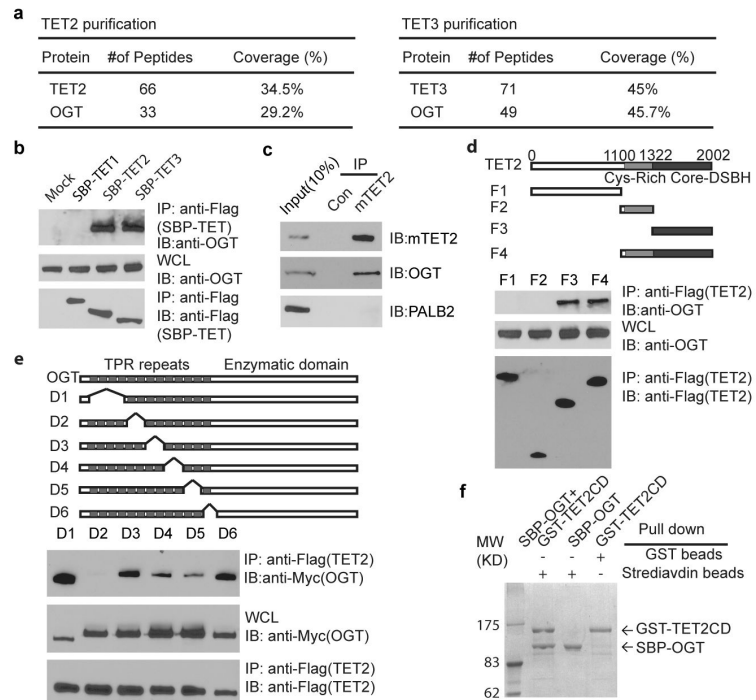 a
TET2 purification
Protein #of Peptides Coverage (%)
TET2 66 34.5%
OGT 33 29.2%
TET3 purification
Protein #of Peptides Coverage (%)
TET3 71 45%
OGT 49 45.7%
b
Mock
SBP-TET1
SBP-TET2
SBP-TET3
IP: anti-Flag
(SBP-TET)
IB:anti-OGT
WCL
IB: anti-OGT
IP: anti-Flag
IB: anti-Flag
(SBP-TET)
c
IP
Input(10%)
Con
mTET2
IB:mTET2
IB:OGT
IB:PALB2
d
0 1100 1322 2002
TET2
Cys-Rich Core-DSBH
F1
F2
F3
F4
F1 F2 F3 F4
IP: anti-Flag(TET2)
IB:anti-OGT
WCL
IB: anti-OGT
IP: anti-Flag(TET2)
IB: anti-Flag(TET2)
e
TPR repeats Enzymatic domain
OGT
D1
D2
D3
D4
D5
D6
D1 D2 D3 D4 D5 D6
IP: anti-Flag(TET2)
IB:anti-Myc(OGT)
WCL
IB: anti-Myc(OGT)
IP: anti-Flag(TET2)
IB: anti-Flag(TET2)
f
SBP-OGT+
GST-TET2CD
SBP-OGT
GST-TET2CD
MW
(KD)
Pull down
- - + GST beads
+ + - Strediavdin beads
175
←GST-TET2CD
←SBP-OGT
83
62